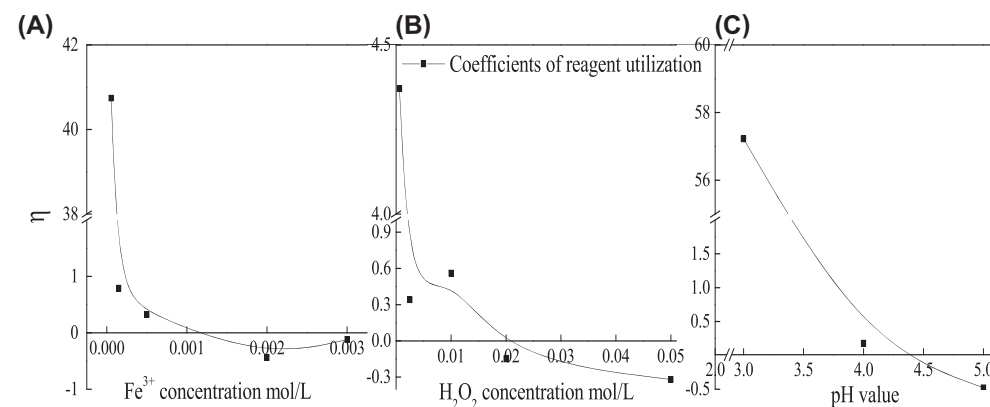 (A)
42
40
38
η
1
0
-1
0.000 0.001 0.002 0.003
Fe³⁺ concentration mol/L
(B)
4.5
Coefficients of reagent utilization
4.0
0.9
0.6
0.3
0.0
-0.3
0.01 0.02 0.03 0.04 0.05
H₂O₂ concentration mol/L
(C)
60
58
56
1.5
1.0
0.5
-0.5
2.0 3.0 3.5 4.0 4.5 5.0
pH value